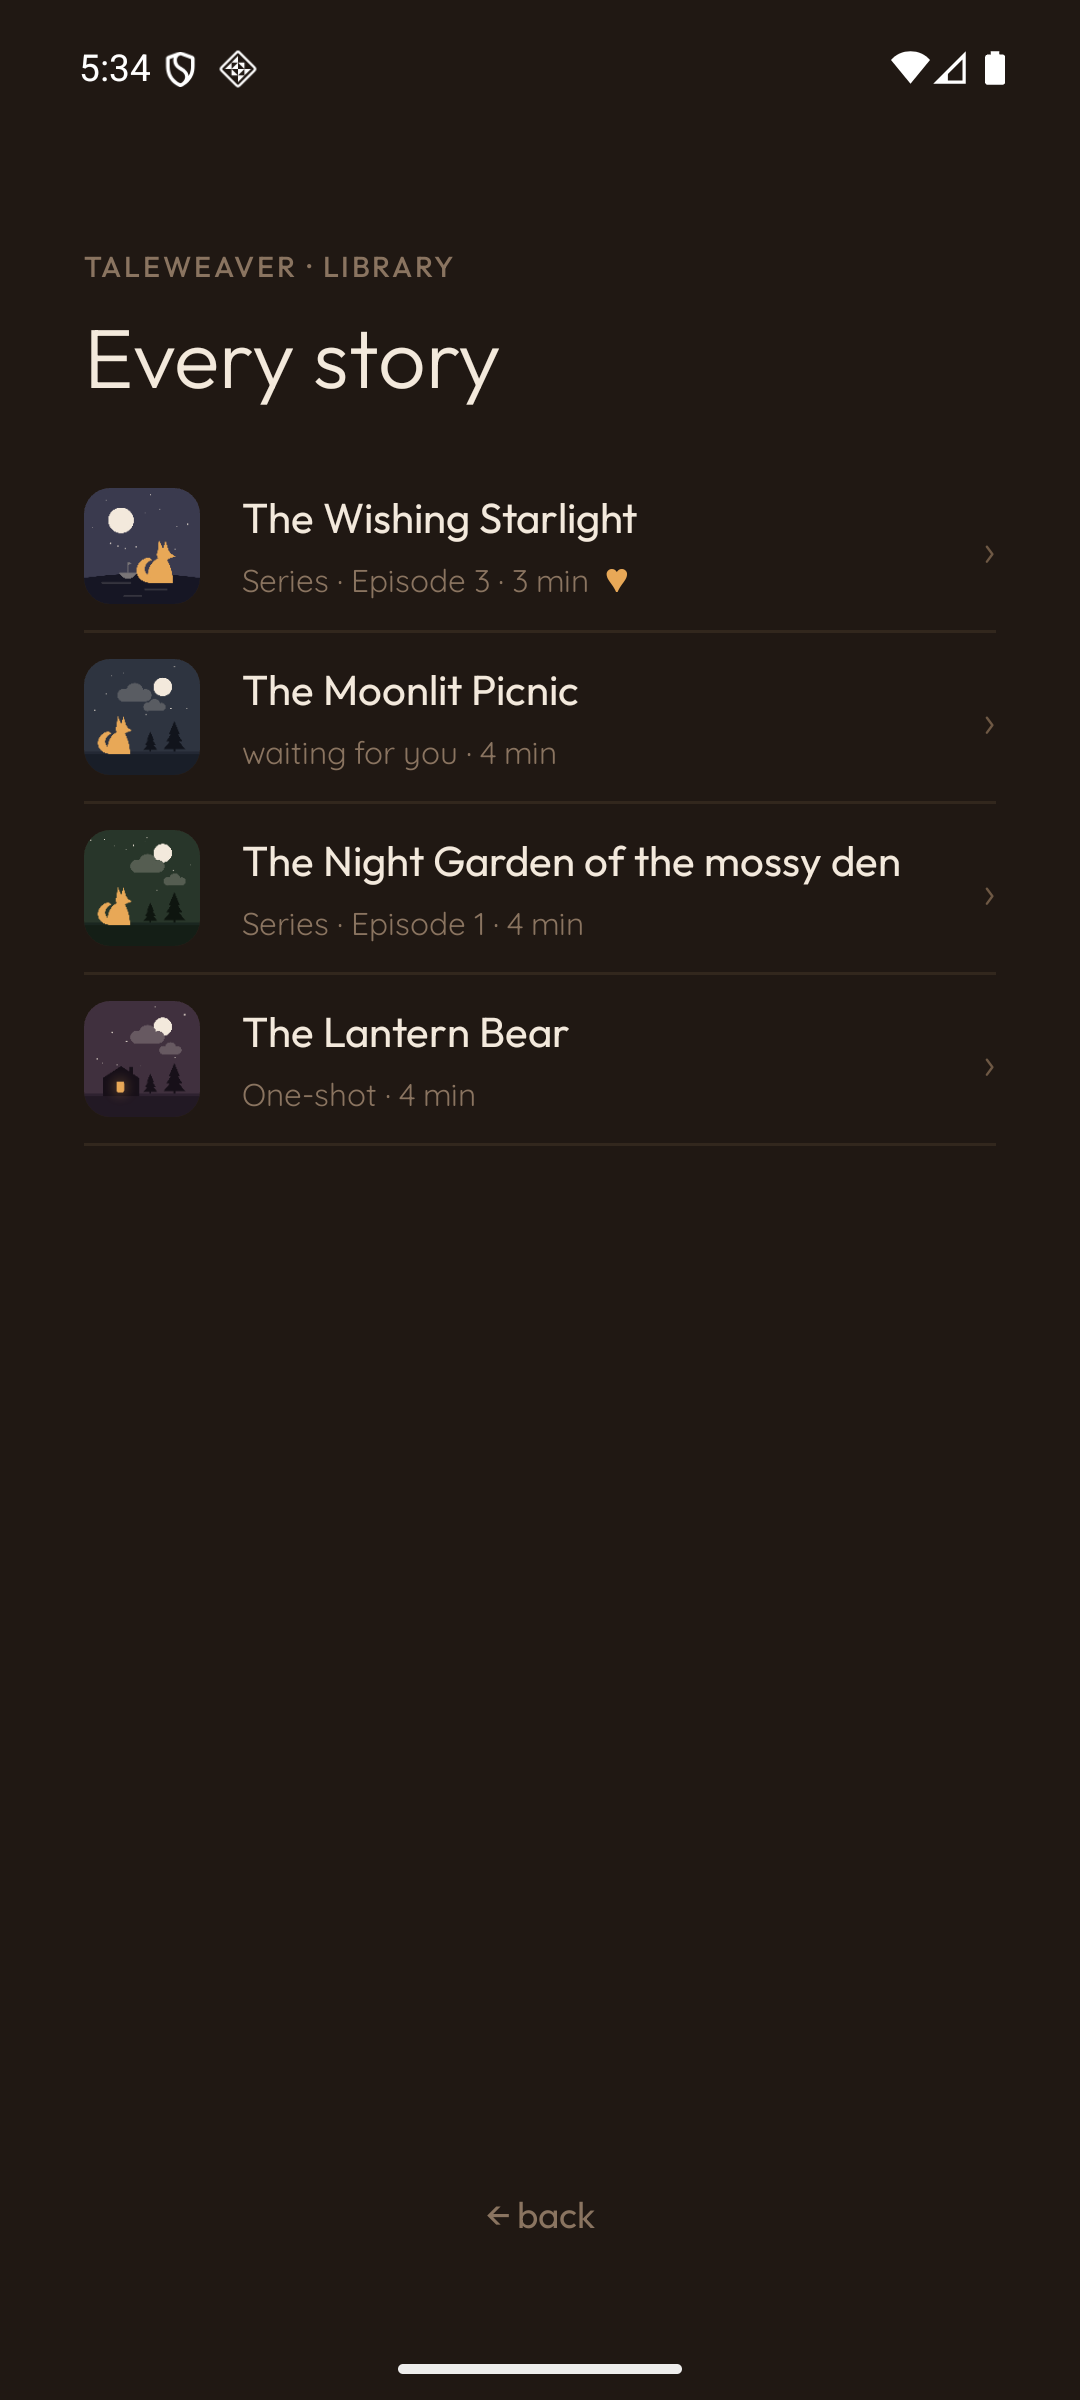 5:34
TALEWEAVER · LIBRARY
Every story
The Wishing Starlight
Series · Episode 3 · 3 min ♥
›
The Moonlit Picnic
waiting for you · 4 min
›
The Night Garden of the mossy den
Series · Episode 1 · 4 min
›
The Lantern Bear
One-shot · 4 min
›
← back